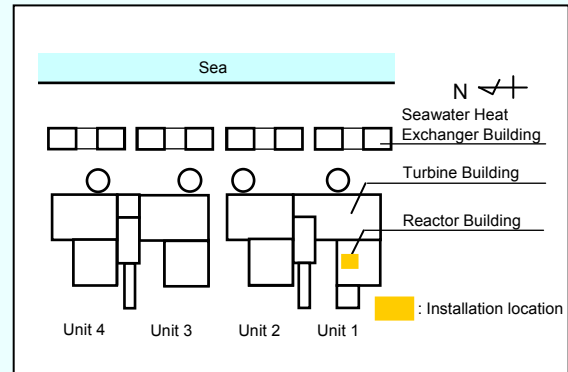 Sea
N
Seawater Heat
Exchanger Building
Turbine Building
Reactor Building
: Installation location
Unit 4
Unit 3
Unit 2
Unit 1